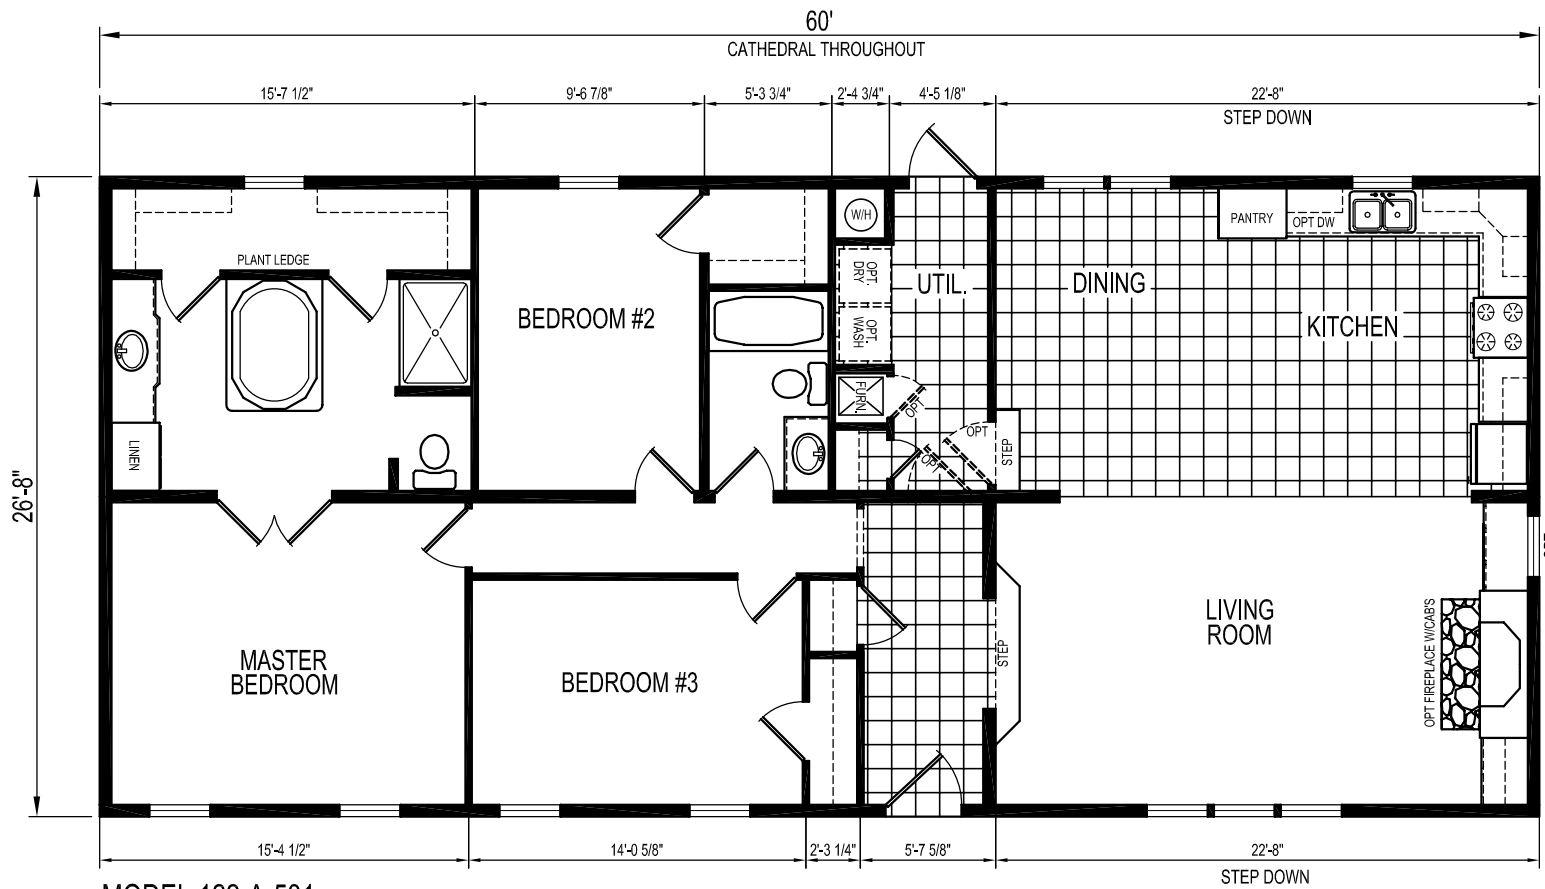 60'
CATHEDRAL THROUGHOUT
15'-7 1/2"
9'-6 7/8"
5'-3 3/4"
2'-4 3/4"
4'-5 1/8"
22'-8"
STEP DOWN
W/H
PANTRY
OPT DW
PLANT LEDGE
OPT.
DRY
UTIL.
DINING
BEDROOM #2
OPT.
WASH
KITCHEN
FURN.
OPT
OPT
OPT
STEP
LINEN
26'-8"
LIVING
ROOM
OPT FIREPLACE W/CAB'S
STEP
MASTER
BEDROOM
BEDROOM #3
15'-4 1/2"
14'-0 5/8"
2'-3 1/4"
5'-7 5/8"
22'-8"
STEP DOWN